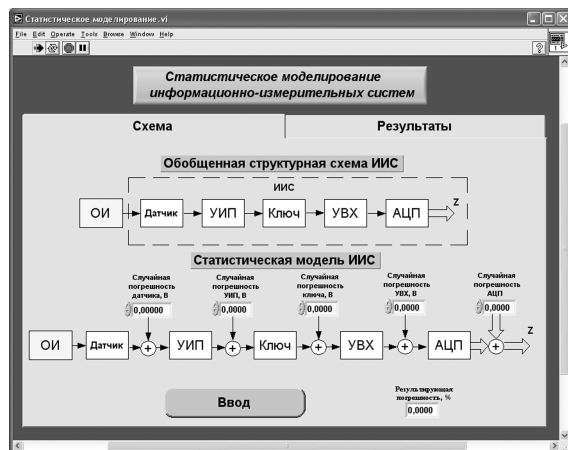 Статистическое моделирование.vi
File Edit Operate Tools Browse Window Help
?
1
Статистическое моделирование
информационно-измерительных систем
Схема
Результаты
Обобщенная структурная схема ИИС
ИИС
ОИ
Датчик
УИП
Ключ
УВХ
АЦП
Z
Статистическая модель ИИС
Случайная
погрешность
датчика, В
0,00000
Случайная
погрешность
УИП, В
0,0000
Случайная
погрешность
ключа, В
0,0000
Случайная
погрешность
УВХ, В
0,0000
Случайная
погрешность
АЦП
0,0000
ОИ
Датчик
+
УИП
+
Ключ
+
УВХ
+
АЦП
+
Z
Ввод
Результирующая
погрешность, %
0,0000